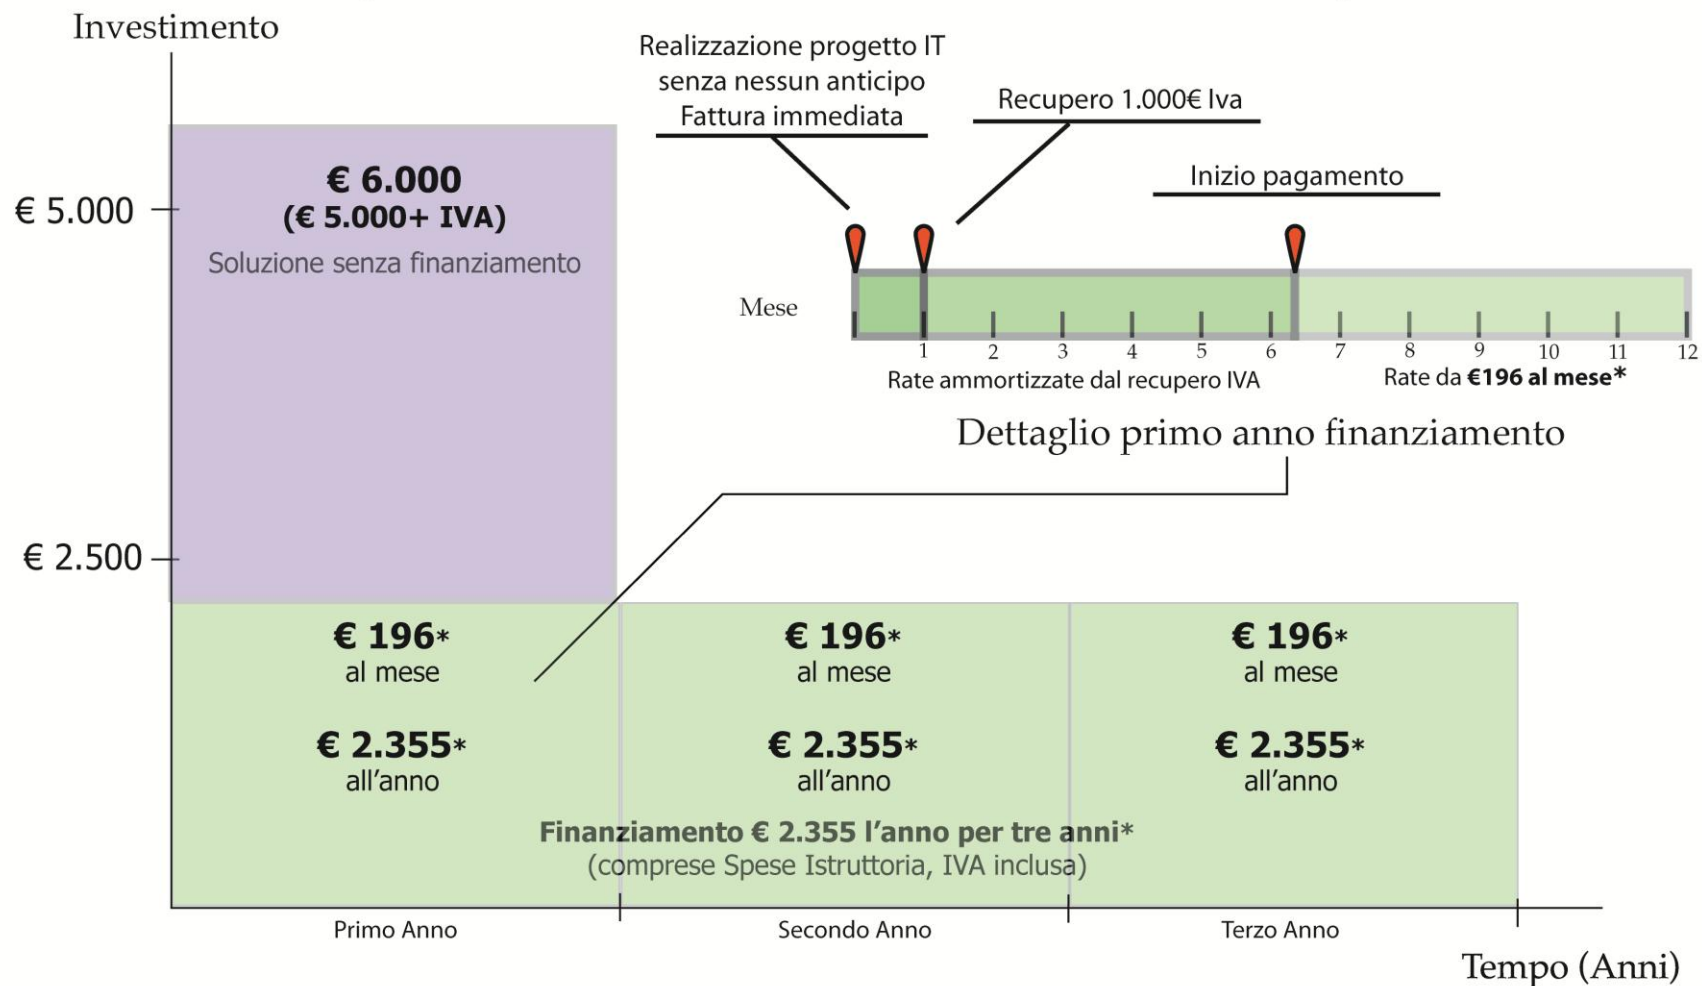 Investimento
€ 5.000
€ 2.500
€ 6.000
(€ 5.000+ IVA)
Soluzione senza finanziamento
Realizzazione progetto IT
senza nessun anticipo
Fattura immediata
Recupero 1.000€ Iva
Inizio pagamento
Mese
1 2 3 4 5 6 7 8 9 10 11 12
Rate ammortizzate dal recupero IVA
Rate da €196 al mese*
Dettaglio primo anno finanziamento
€ 196*
al mese
€ 2.355*
all'anno
€ 196*
al mese
€ 2.355*
all'anno
€ 196*
al mese
€ 2.355*
all'anno
Finanziamento € 2.355 l'anno per tre anni*
(comprese Spese Istruttoria, IVA inclusa)
Primo Anno
Secondo Anno
Terzo Anno
Tempo (Anni)